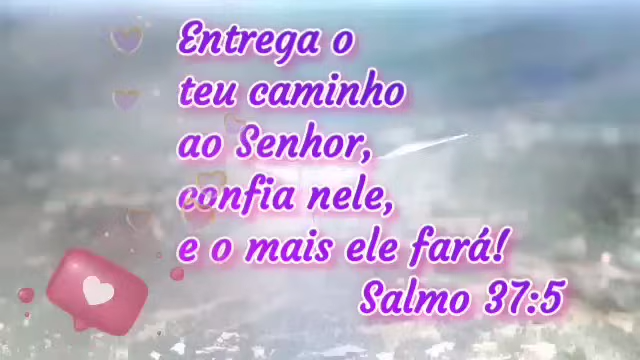 Entrega o
teu caminho
ao Senhor,
confia nele,
e o mais ele fará!
Salmo 37:5